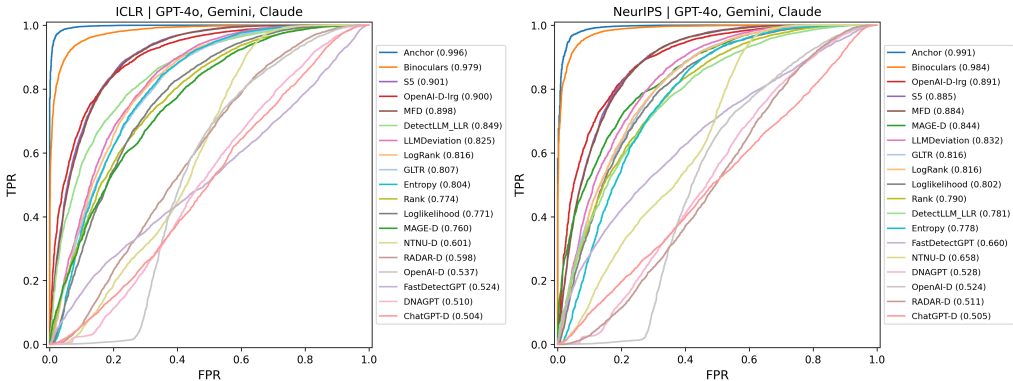 ICLR | GPT-4o, Gemini, Claude
TPR
1.0
0.8
0.6
0.4
0.2
0.0
0.0 0.2 0.4 0.6 0.8 1.0
FPR
Anchor (0.996)
Binoculars (0.979)
S5 (0.901)
OpenAI-D-lrg (0.900)
MFD (0.898)
DetectLLM_LLR (0.849)
LLMDeviation (0.825)
LogRank (0.816)
GLTR (0.807)
Entropy (0.804)
Rank (0.774)
Loglikelihood (0.771)
MAGE-D (0.760)
NTNU-D (0.601)
RADAR-D (0.598)
OpenAI-D (0.537)
FastDetectGPT (0.524)
DNAGPT (0.510)
ChatGPT-D (0.504)
NeurIPS | GPT-4o, Gemini, Claude
TPR
1.0
0.8
0.6
0.4
0.2
0.0
0.0 0.2 0.4 0.6 0.8 1.0
FPR
Anchor (0.991)
Binoculars (0.984)
OpenAI-D-lrg (0.891)
S5 (0.885)
MFD (0.884)
MAGE-D (0.844)
LLMDeviation (0.832)
GLTR (0.816)
LogRank (0.816)
Loglikelihood (0.802)
Rank (0.790)
DetectLLM_LLR (0.781)
Entropy (0.778)
FastDetectGPT (0.660)
NTNU-D (0.658)
DNAGPT (0.528)
OpenAI-D (0.524)
RADAR-D (0.511)
ChatGPT-D (0.505)